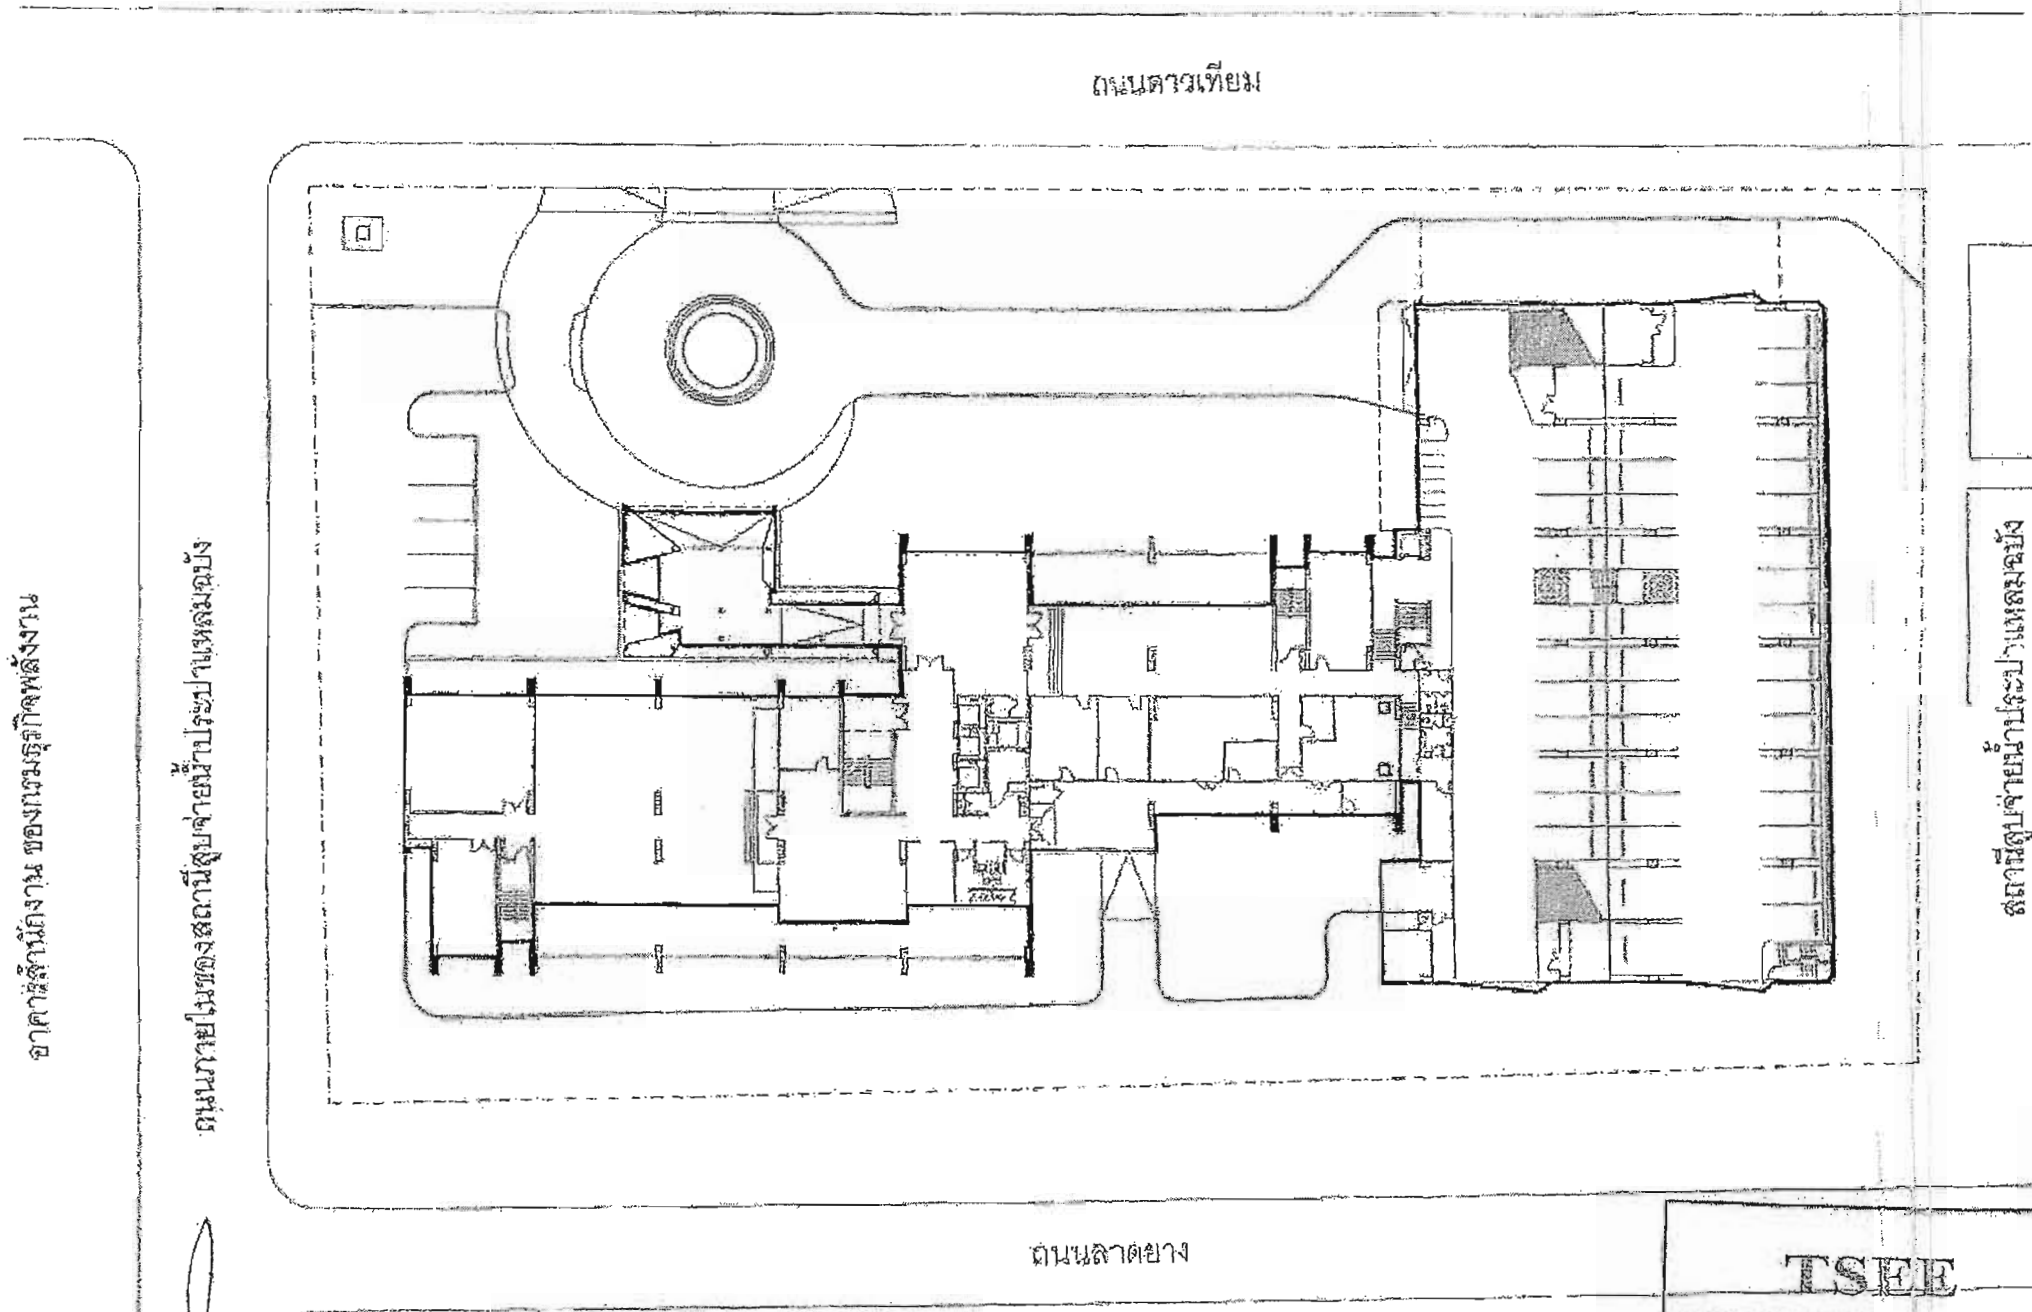 ถนนดาวเทียม
อาคารสำนักงาน ของกรมธุรกิจพลังงาน
ถนนภายในของสถานีสูบจ่ายน้ำประปาแหลมฉบัง
สถานีสูบจ่ายน้ำประปาแหลมฉบัง
ถนนลาดยาง
TSEE